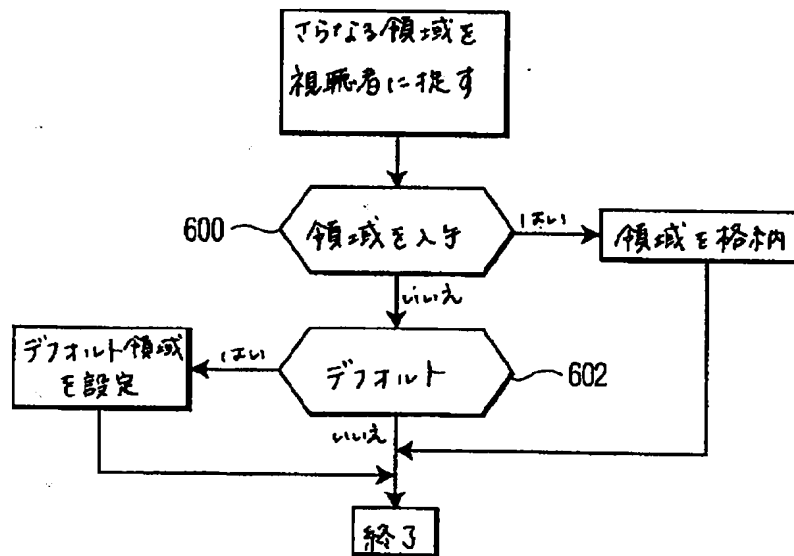 さらなる領域を
視聴者に促す
600
領域を入手
はい
領域を格納
いいえ
デフォルト領域
を設定
はい
デフォルト
602
いいえ
終了